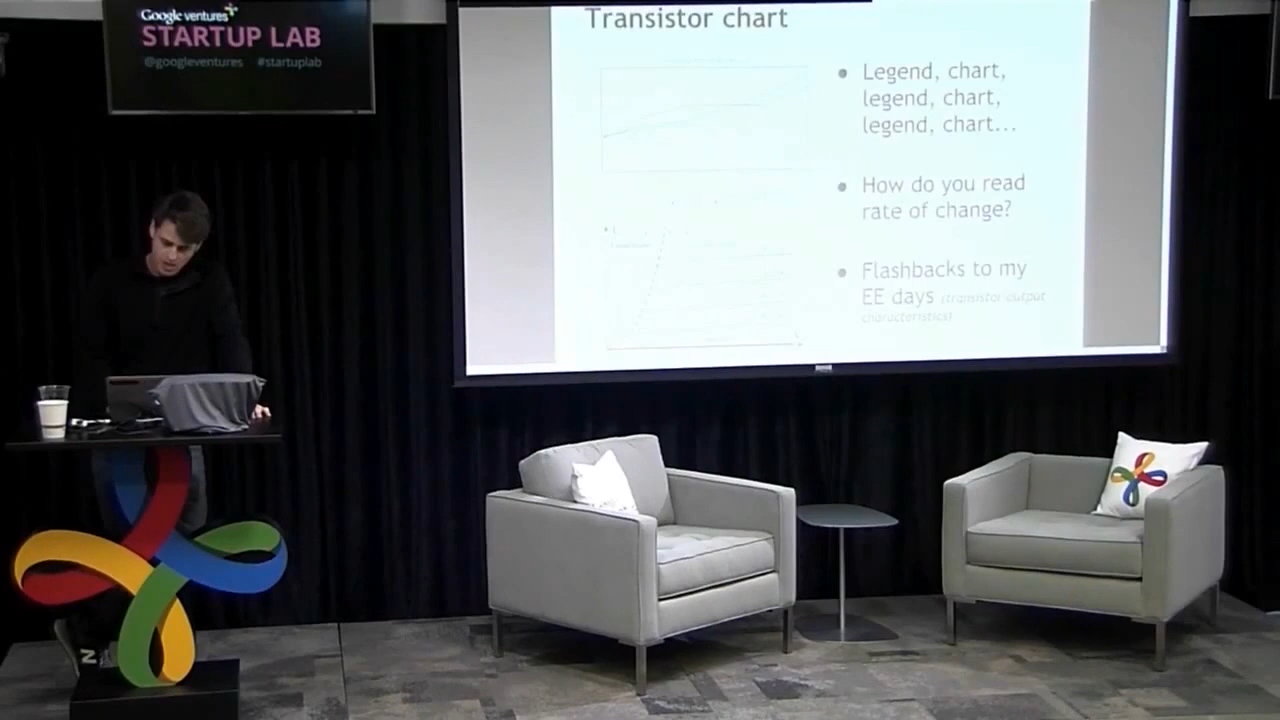 Google ventures
STARTUP LAB
@googleventures #startuplab
Transistor chart
• Legend, chart,
legend, chart,
legend, chart...
• How do you read
rate of change?
• Flashbacks to my
EE days (transistor output
characteristics)
N